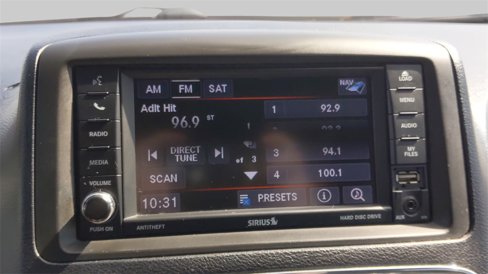 AM FM SAT NAV
LOAD
Adlt Hit
1 92.9
MENU
96.9 ST
1
RADIO
AUDIO
DIRECT TUNE
of 3
3 94.1
MEDIA
MY FILES
SCAN
4 100.1
VOLUME
10:31 PRESETS
PUSH ON
ANTITHEFT
SIRIUS
HARD DISC DRIVE
AUX